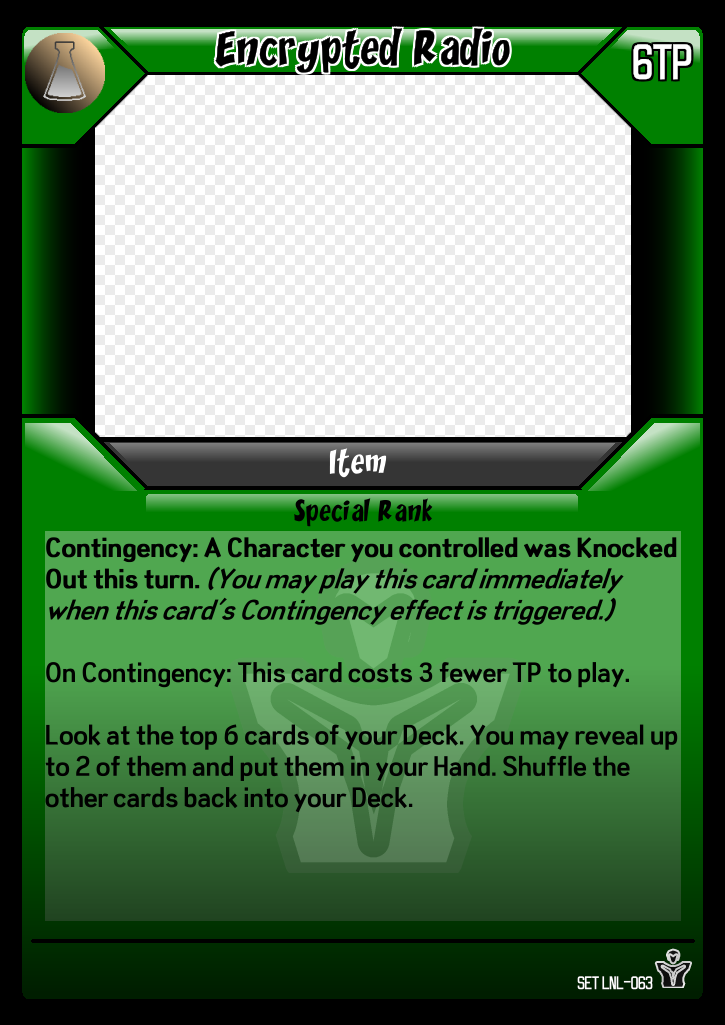 Encrypted Radio
6TP
Item
Special Rank
Contingency: A Character you controlled was Knocked
Out this turn. (You may play this card immediately
when this card's Contingency effect is triggered.)
On Contingency: This card costs 3 fewer TP to play.
Look at the top 6 cards of your Deck. You may reveal up
to 2 of them and put them in your Hand. Shuffle the
other cards back into your Deck.
SET LNL-063